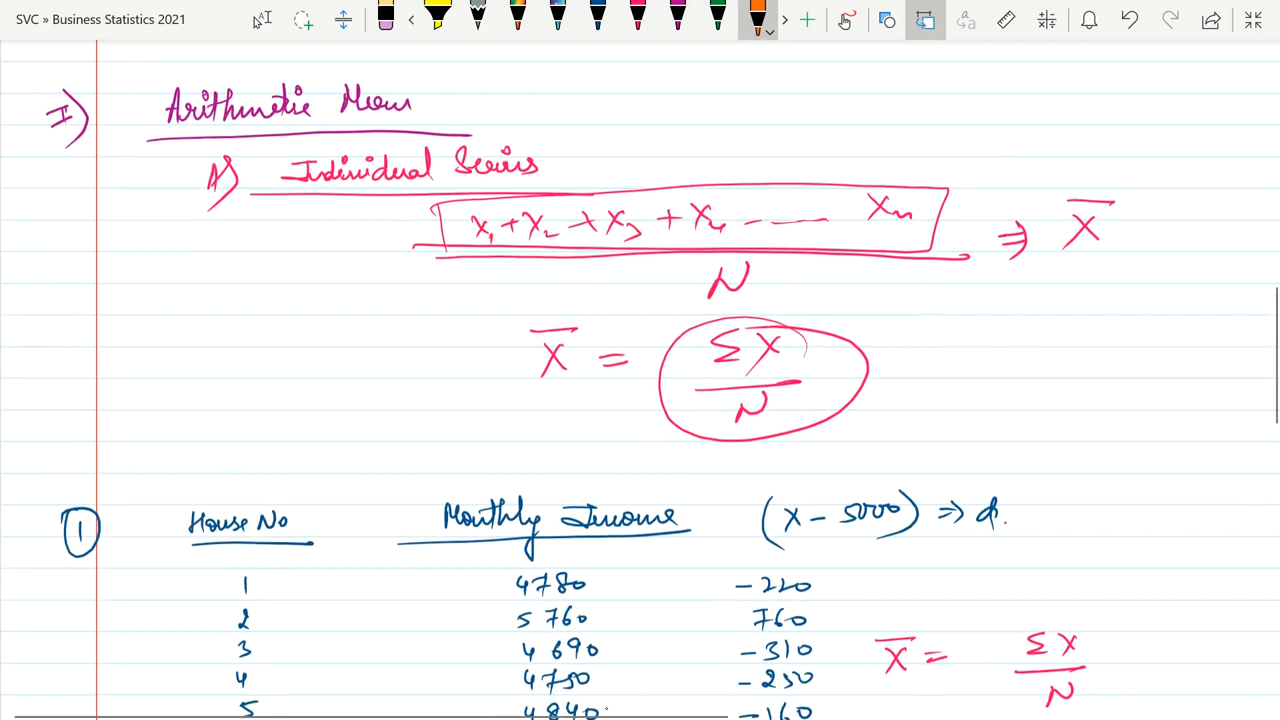 SVC » Business Statistics 2021
I) Arithmetic Mean
A) Individual Series
X₁ + X₂ + X₃ + X₄ - - — Xₙ ⇒ X̄
N
X̄ = ΣX
N
① House No Monthly Income (X – 5000) ⇒ d.
1 4780 – 220
2 5760 760
3 4690 – 310
4 4750 – 250
X̄ = ΣX
N
5 4840 – 160